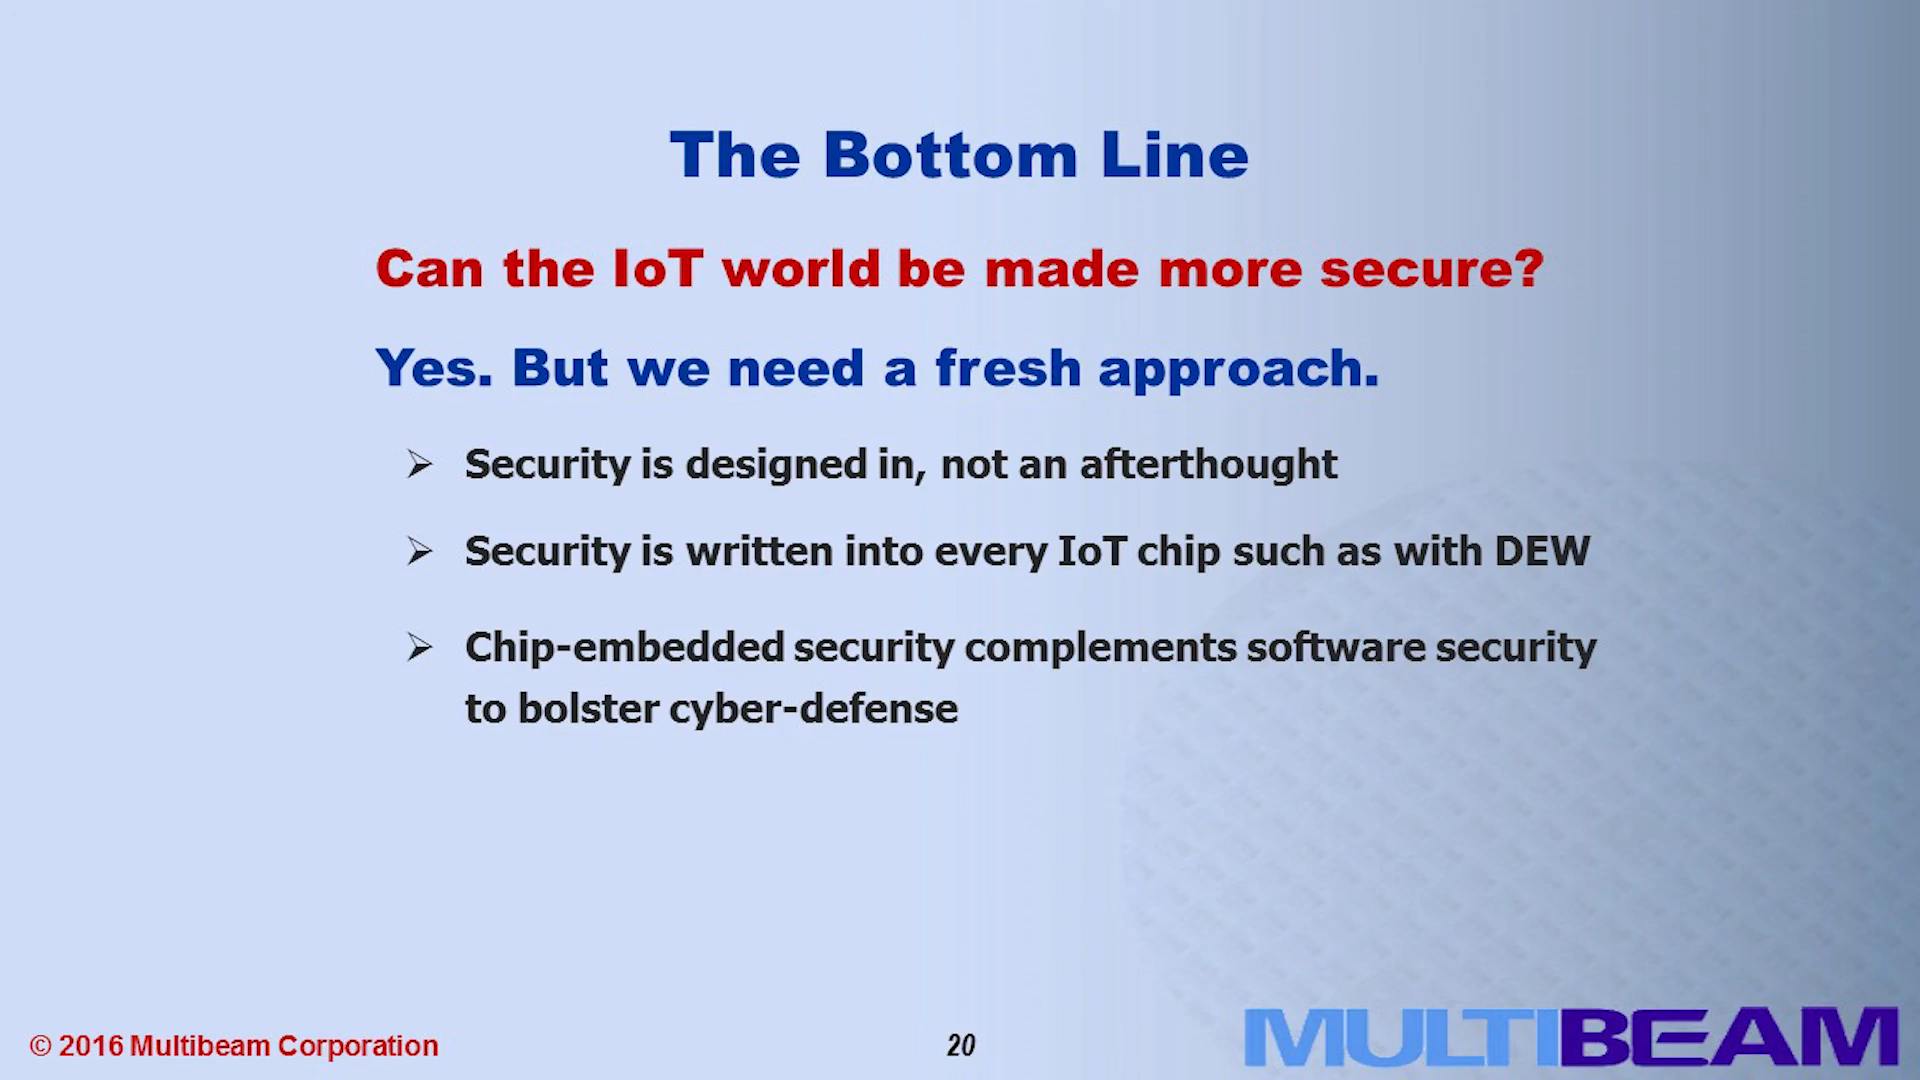 The Bottom Line
Can the IoT world be made more secure?
Yes. But we need a fresh approach.
➢ Security is designed in, not an afterthought
➢ Security is written into every IoT chip such as with DEW
➢ Chip-embedded security complements software security
to bolster cyber-defense
© 2016 Multibeam Corporation
20
MULTIBEAM